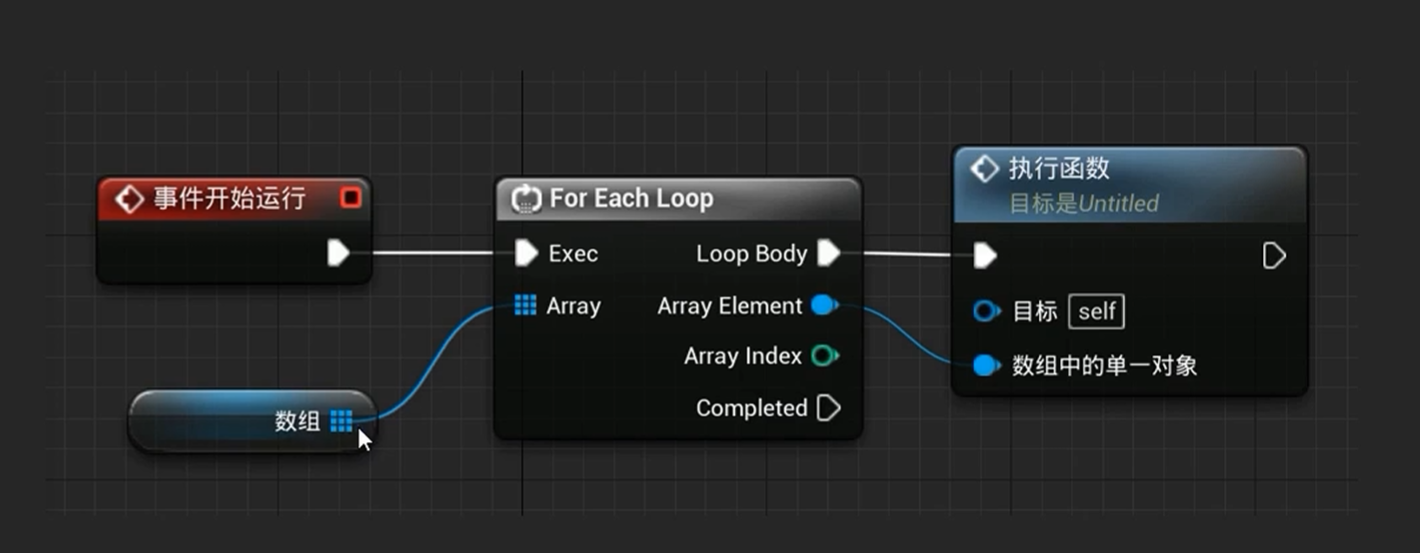 事件开始运行
数组
For Each Loop
Exec
Loop Body
Array
Array Element
Array Index
Completed
执行函数
目标是Untitled
目标 self
数组中的单一对象